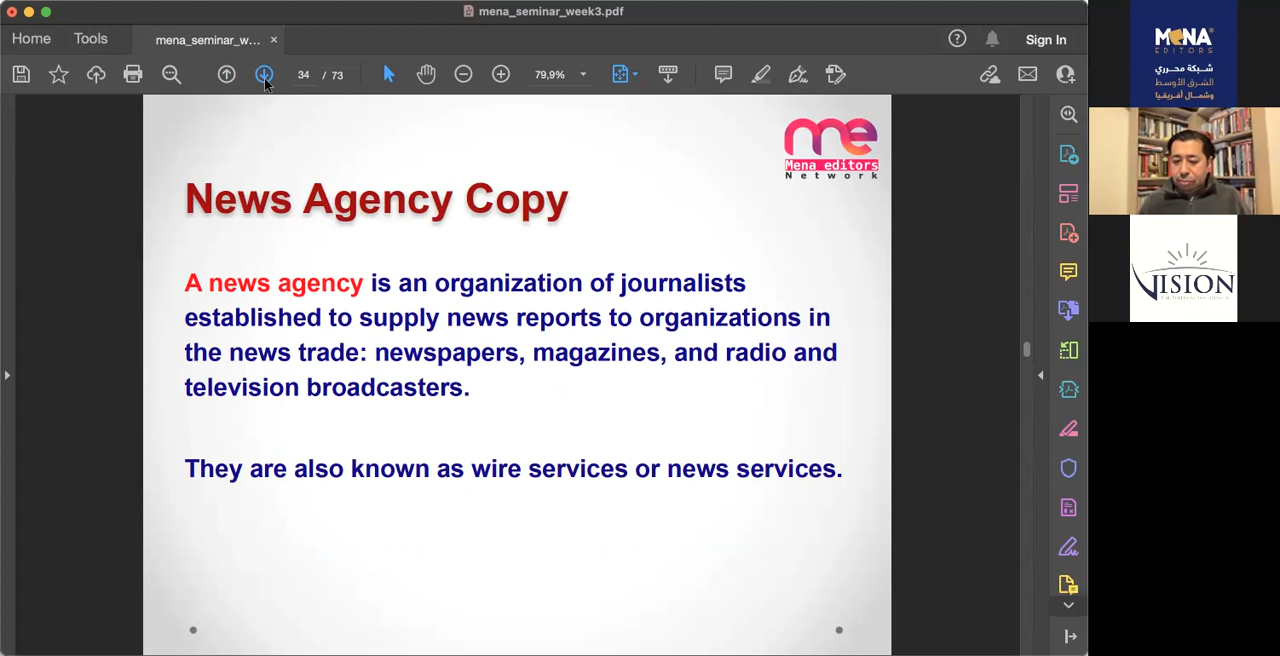 mena_seminar_week3.pdf
Home
Tools
mena_seminar_w...
Sign In
34 / 73
79,9%
me
Mena editors
Network
News Agency Copy
A news agency is an organization of journalists
established to supply news reports to organizations in
the news trade: newspapers, magazines, and radio and
television broadcasters.
They are also known as wire services or news services.
MENA
EDITORS
شبكة محرري
الشرق الأوسط
وشمال أفريقيا
VISION